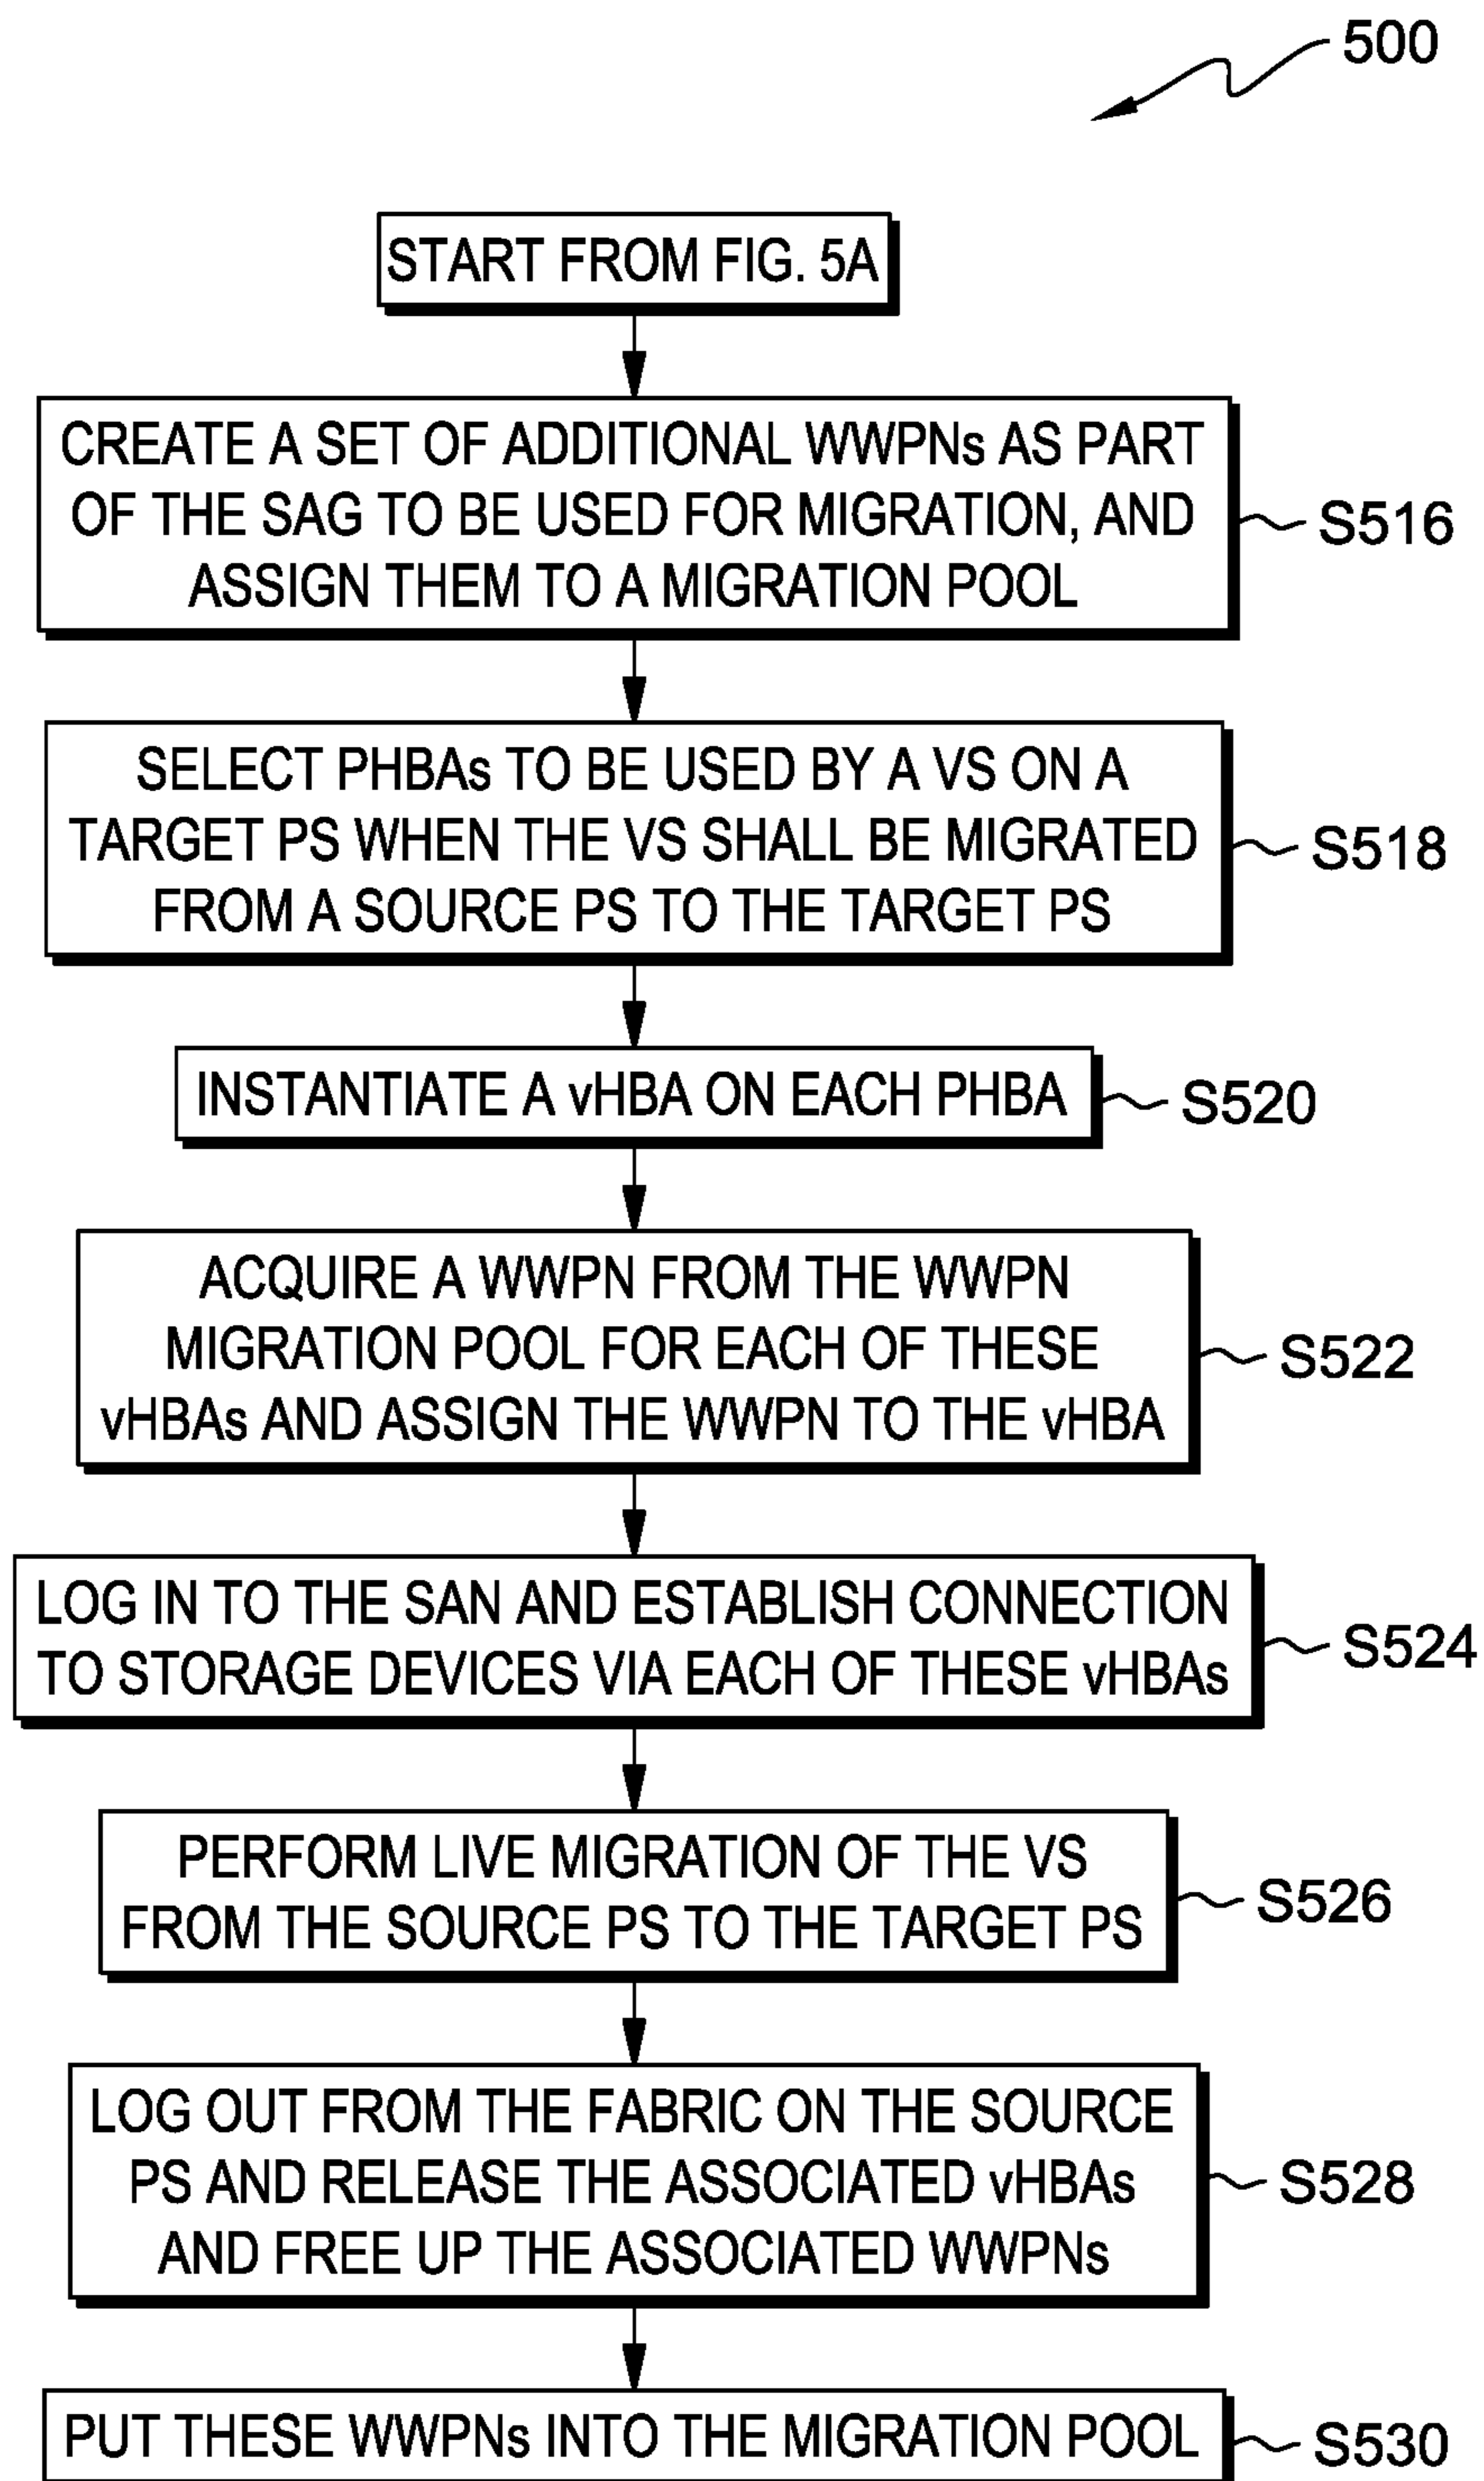 500
START FROM FIG. 5A
CREATE A SET OF ADDITIONAL WWPNs AS PART
OF THE SAG TO BE USED FOR MIGRATION, AND
ASSIGN THEM TO A MIGRATION POOL
S516
SELECT PHBAs TO BE USED BY A VS ON A
TARGET PS WHEN THE VS SHALL BE MIGRATED
FROM A SOURCE PS TO THE TARGET PS
S518
INSTANTIATE A vHBA ON EACH PHBA
S520
ACQUIRE A WWPN FROM THE WWPN
MIGRATION POOL FOR EACH OF THESE
vHBAs AND ASSIGN THE WWPN TO THE vHBA
S522
LOG IN TO THE SAN AND ESTABLISH CONNECTION
TO STORAGE DEVICES VIA EACH OF THESE vHBAs
S524
PERFORM LIVE MIGRATION OF THE VS
FROM THE SOURCE PS TO THE TARGET PS
S526
LOG OUT FROM THE FABRIC ON THE SOURCE
PS AND RELEASE THE ASSOCIATED vHBAs
AND FREE UP THE ASSOCIATED WWPNs
S528
PUT THESE WWPNs INTO THE MIGRATION POOL
S530